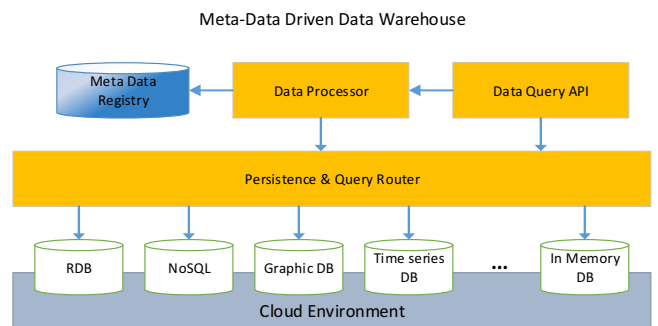 Meta-Data Driven Data Warehouse
Meta Data
Registry
Data Processor
Data Query API
Persistence & Query Router
RDB
NoSQL
Graphic DB
Time series
DB
...
In Memory
DB
Cloud Environment